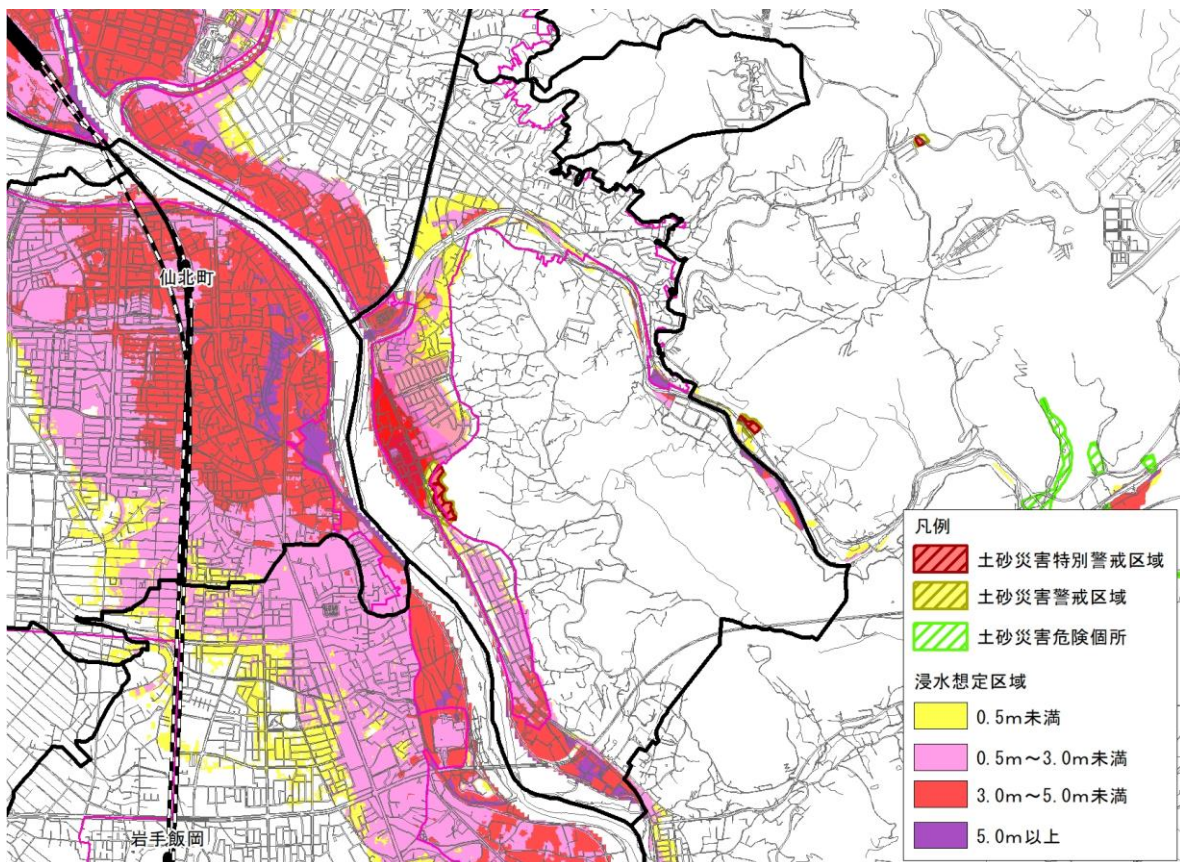 仙北町
岩手飯岡
凡例
土砂災害特別警戒区域
土砂災害警戒区域
土砂災害危険個所
浸水想定区域
0.5m未満
0.5m～3.0m未満
3.0m～5.0m未満
5.0m以上